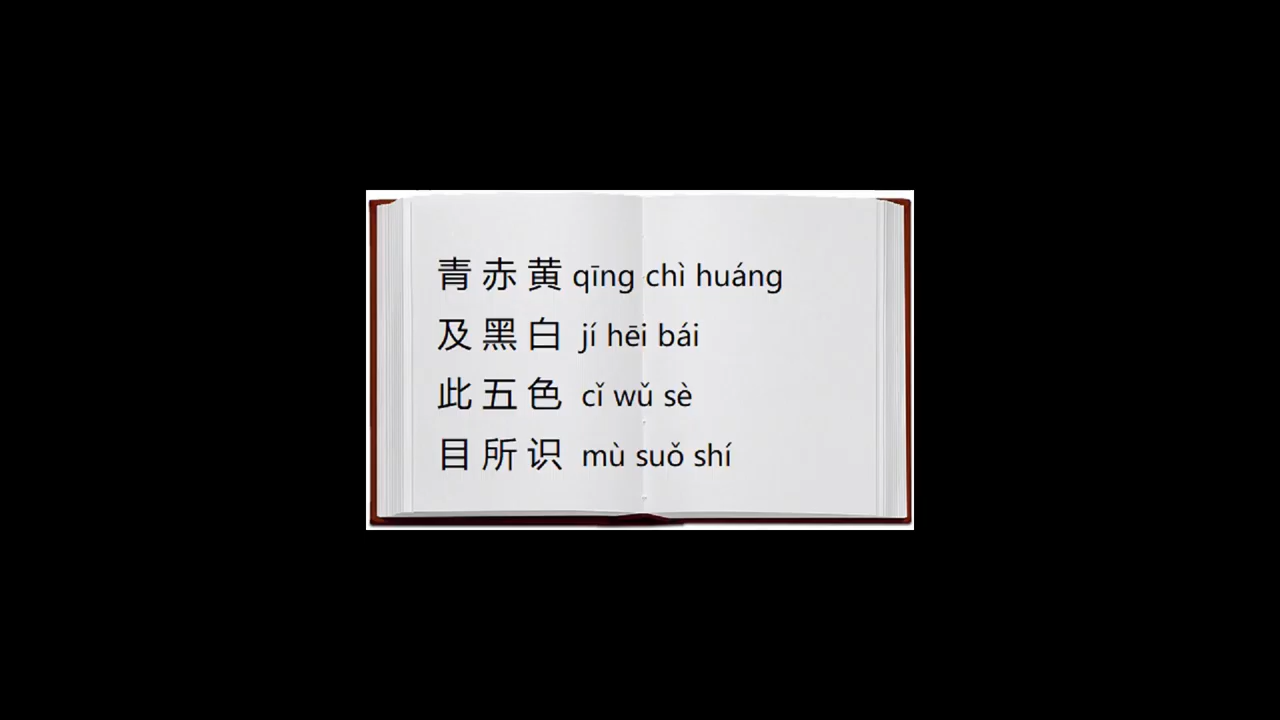 青赤黄 qīng chì huáng
及黑白 jí hēi bái
此五色 cǐ wǔ sè
目所识 mù suǒ shí